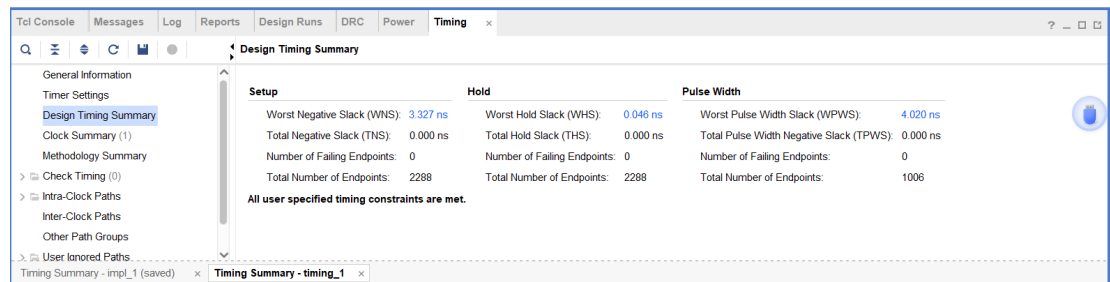 Tcl Console Messages Log Reports Design Runs DRC Power Timing × ? _
Design Timing Summary
General Information
Timer Settings
Design Timing Summary
Clock Summary (1)
Methodology Summary
Check Timing (0)
Intra-Clock Paths
Inter-Clock Paths
Other Path Groups
User Ignored Paths
Setup Hold Pulse Width
Worst Negative Slack (WNS): 3.327 ns Worst Hold Slack (WHS): 0.046 ns Worst Pulse Width Slack (WPWS): 4.020 ns
Total Negative Slack (TNS): 0.000 ns Total Hold Slack (THS): 0.000 ns Total Pulse Width Negative Slack (TPWS): 0.000 ns
Number of Failing Endpoints: 0 Number of Failing Endpoints: 0 Number of Failing Endpoints: 0
Total Number of Endpoints: 2288 Total Number of Endpoints: 2288 Total Number of Endpoints: 1006
All user specified timing constraints are met.
Timing Summary - impl_1 (saved) × Timing Summary - timing_1 ×